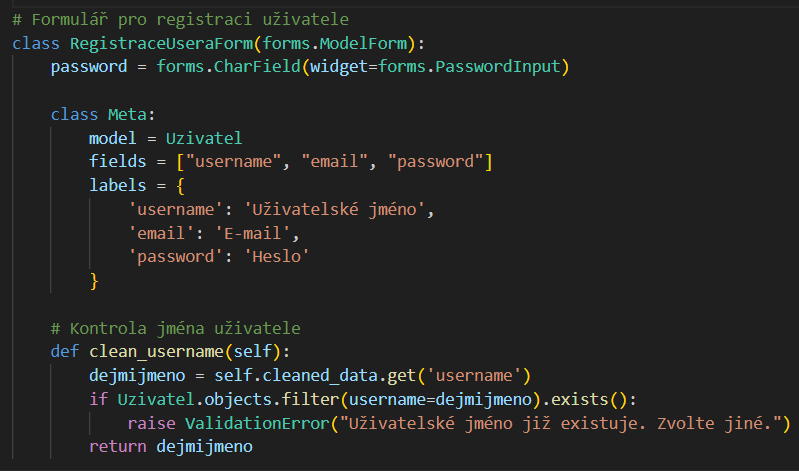 # Formulář pro registraci uživatele
class RegistraceUseraForm(forms.ModelForm):
    password = forms.CharField(widget=forms.PasswordInput)

    class Meta:
        model = Uzivatel
        fields = ["username", "email", "password"]
        labels = {
            'username': 'Uživatelské jméno',
            'email': 'E-mail',
            'password': 'Heslo'
        }

    # Kontrola jména uživatele
    def clean_username(self):
        dejmijmeno = self.cleaned_data.get('username')
        if Uzivatel.objects.filter(username=dejmijmeno).exists():
            raise ValidationError("Uživatelské jméno již existuje. Zvolte jiné.")
        return dejmijmeno